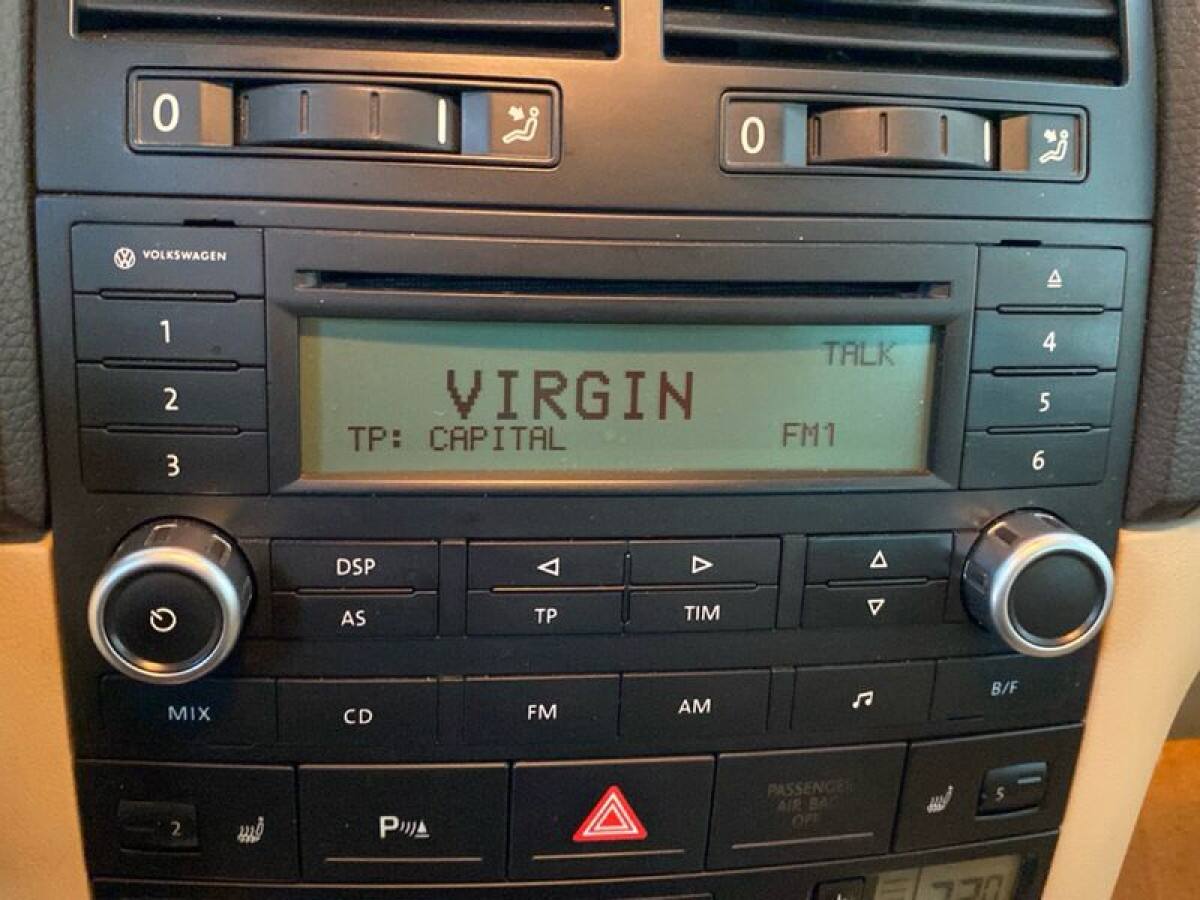 0
0
VOLKSWAGEN
1
2
3
TALK
VIRGIN
TP: CAPITAL FM1
4
5
6
DSP
AS
TP
TIM
MIX
CD
FM
AM
B/F
2
P
PASSENGER
AIR BAG
OFF
5